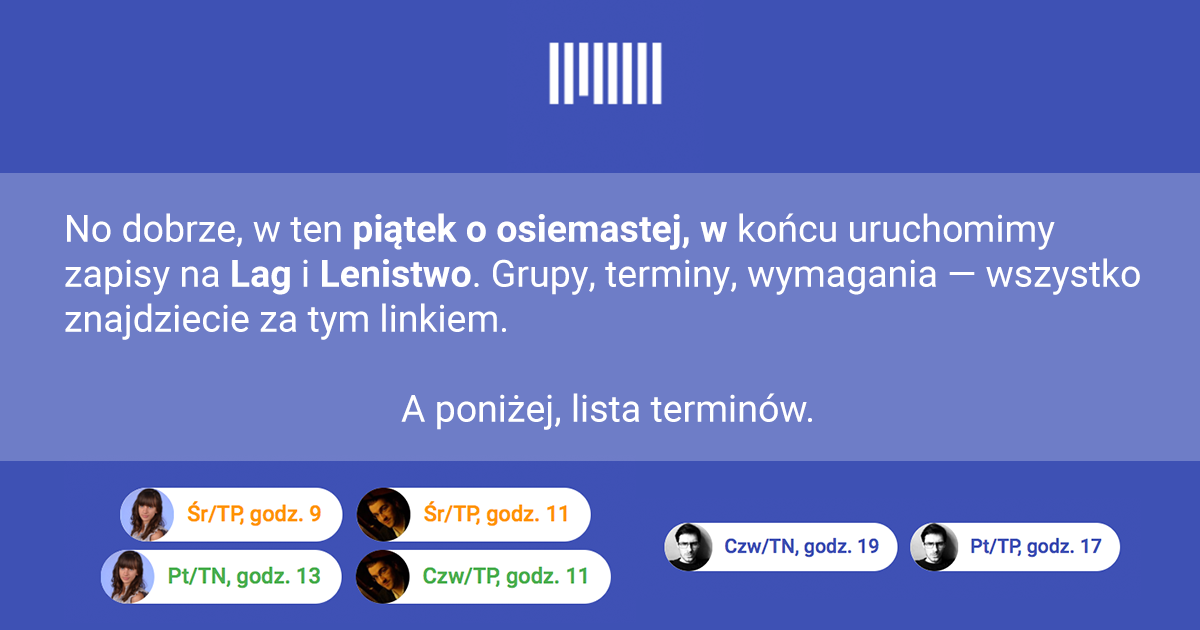 No dobrze, w ten piątek o osiemastej, w końcu uruchomimy
zapisy na Lag i Lenistwo. Grupy, terminy, wymagania — wszystko
znajdziecie za tym linkiem.
A poniżej, lista terminów.
Śr/TP, godz. 9
Śr/TP, godz. 11
Pt/TN, godz. 13
Czw/TP, godz. 11
Czw/TN, godz. 19
Pt/TP, godz. 17